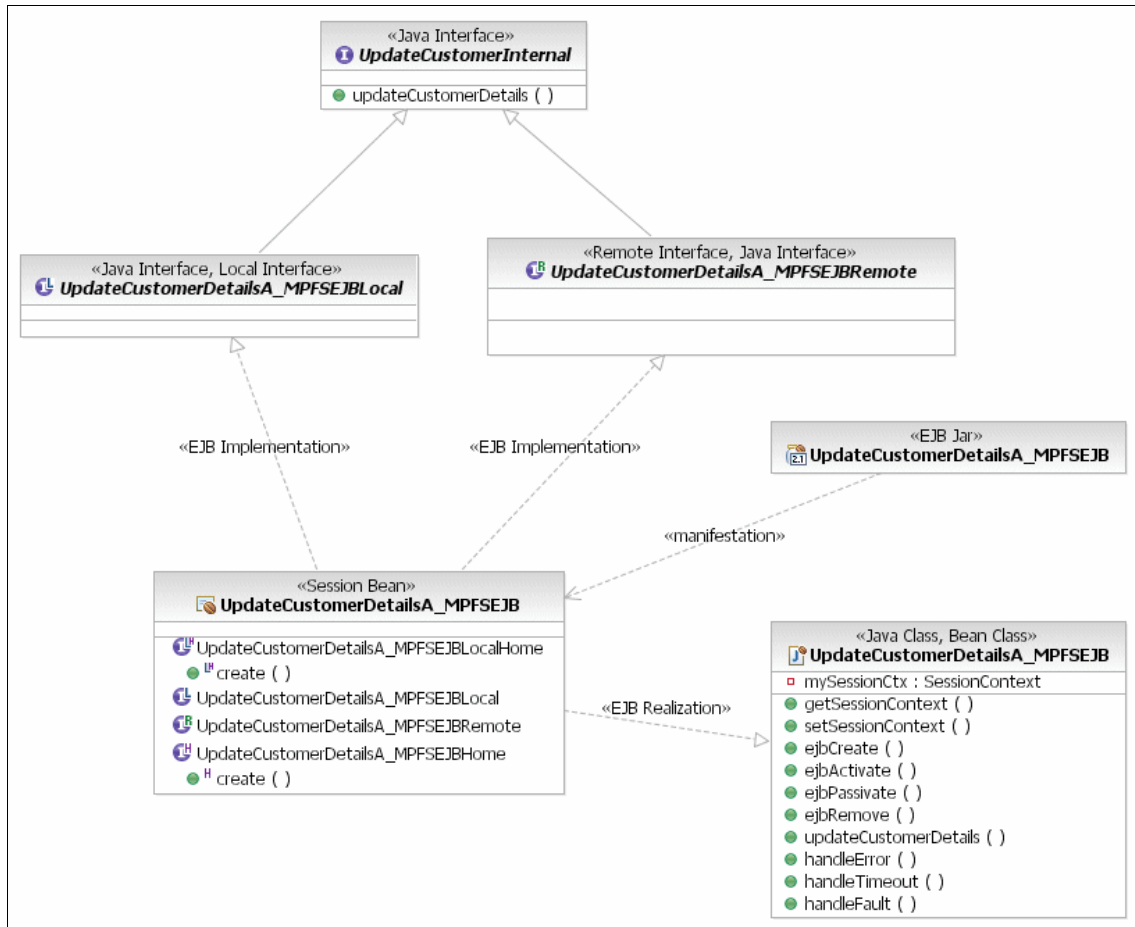 «Java Interface»
UpdateCustomerInternal
updateCustomerDetails ( )
«Java Interface, Local Interface»
UpdateCustomerDetailsA_MPFSEJBLocal
«Remote Interface, Java Interface»
UpdateCustomerDetailsA_MPFSEJBRemote
«EJB Implementation»
«EJB Implementation»
«EJB Jar»
UpdateCustomerDetailsA_MPFSEJB
«manifestation»
«Session Bean»
UpdateCustomerDetailsA_MPFSEJB
UpdateCustomerDetailsA_MPFSEJBLocalHome
create ( )
UpdateCustomerDetailsA_MPFSEJBLocal
UpdateCustomerDetailsA_MPFSEJBRemote
UpdateCustomerDetailsA_MPFSEJBHome
create ( )
«EJB Realization»
«Java Class, Bean Class»
UpdateCustomerDetailsA_MPFSEJB
mySessionCtx : SessionContext
getSessionContext ( )
setSessionContext ( )
ejbCreate ( )
ejbActivate ( )
ejbPassivate ( )
ejbRemove ( )
updateCustomerDetails ( )
handleError ( )
handleTimeout ( )
handleFault ( )